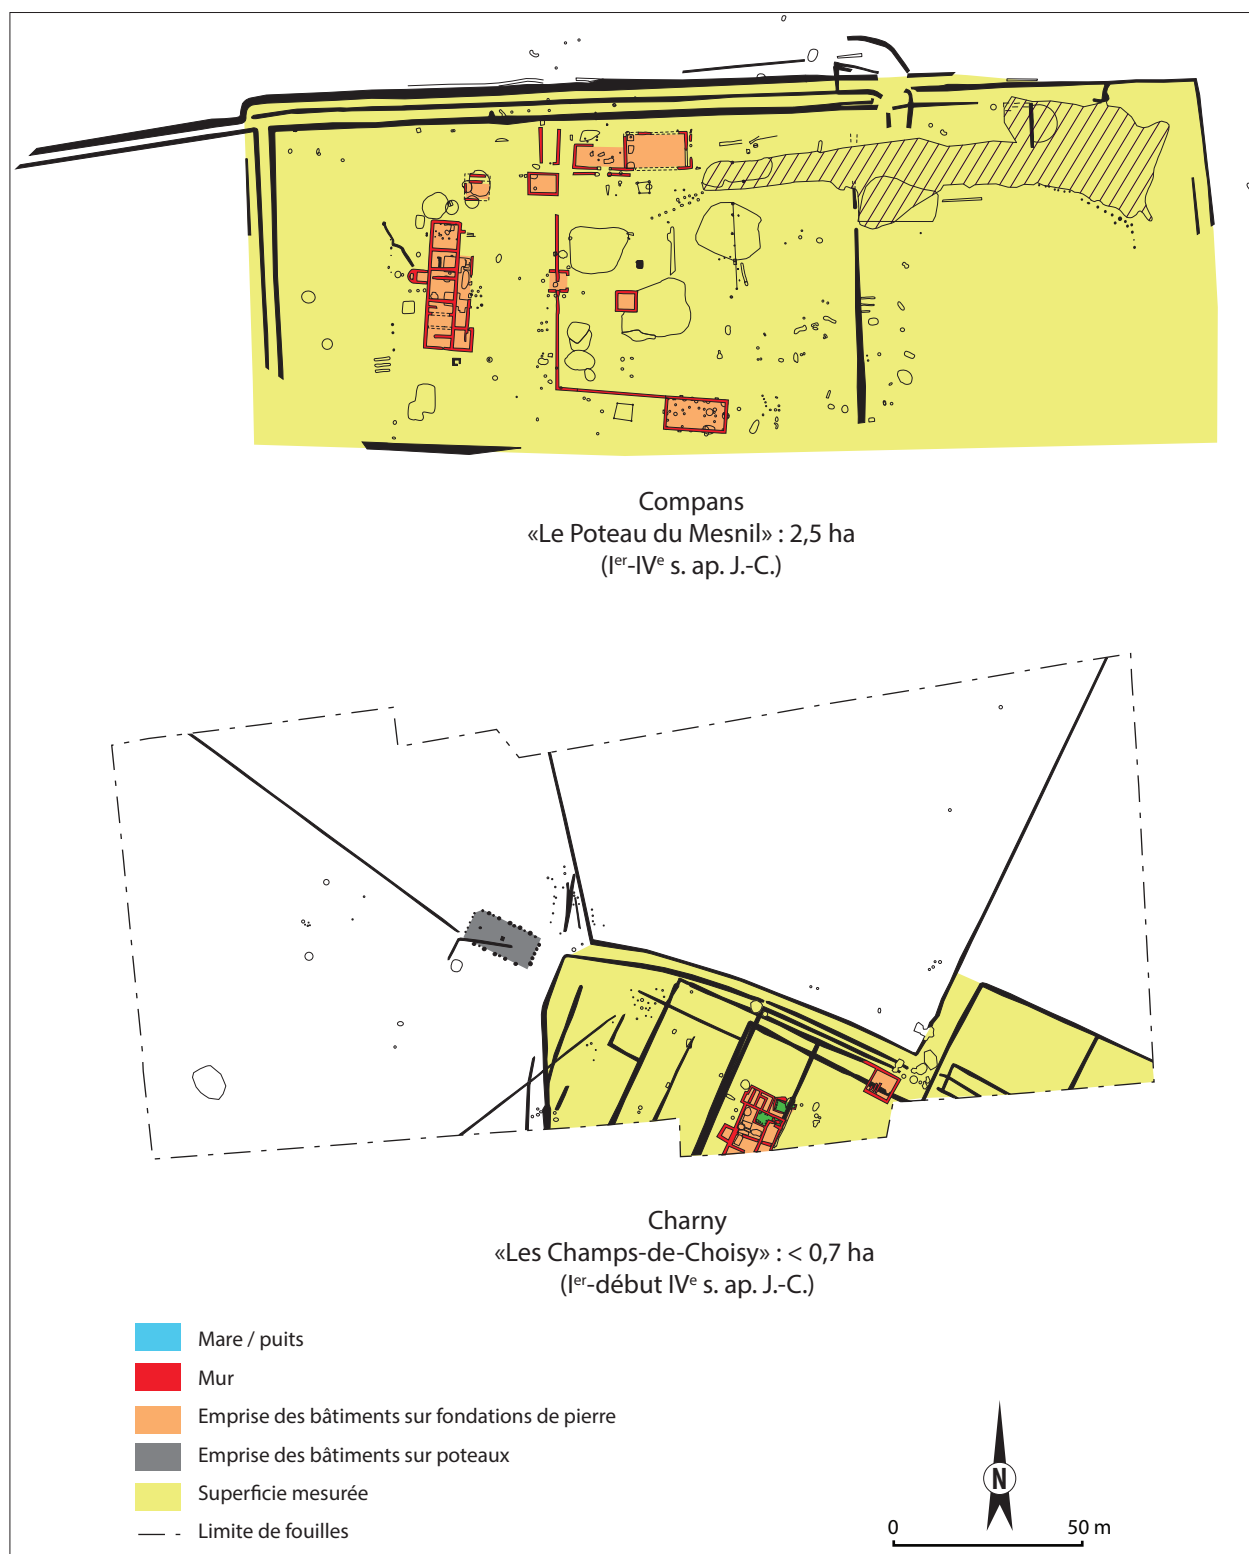 Compans
«Le Poteau du Mesnil» : 2,5 ha
(Iᵉʳ-IVᵉ s. ap. J.-C.)
Charny
«Les Champs-de-Choisy» : < 0,7 ha
(Iᵉʳ-début IVᵉ s. ap. J.-C.)
Mare / puits
Mur
Emprise des bâtiments sur fondations de pierre
Emprise des bâtiments sur poteaux
Superficie mesurée
Limite de fouilles
N
0 50 m